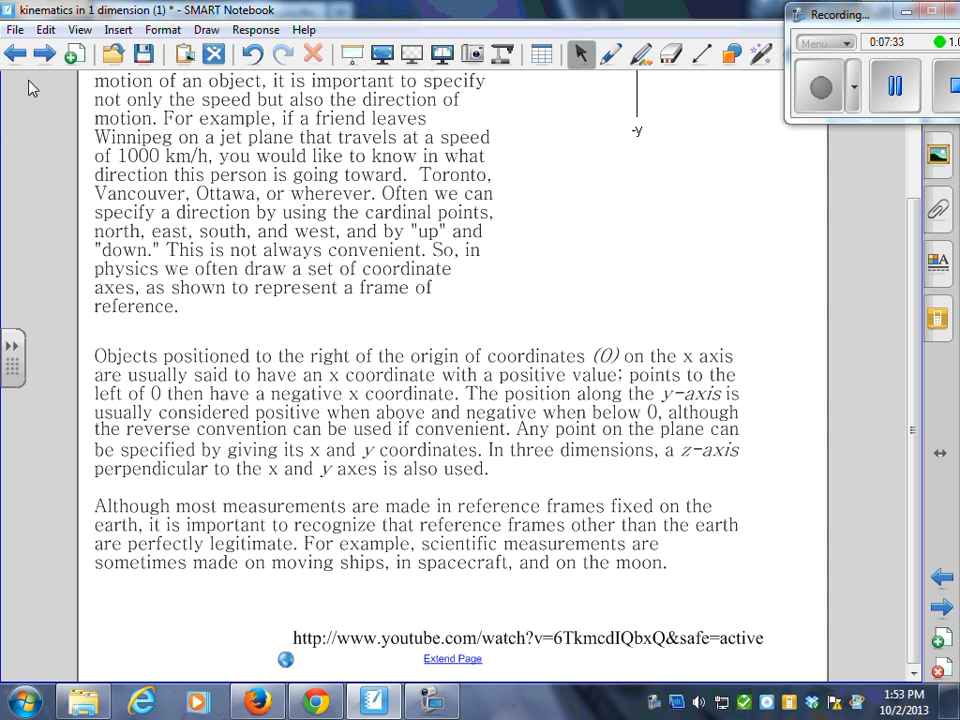 kinematics in 1 dimension (1) * - SMART Notebook
File Edit View Insert Format Draw Response Help
Recording...
Menu
0:07:33
1.0
motion of an object, it is important to specify
not only the speed but also the direction of
motion. For example, if a friend leaves
Winnipeg on a jet plane that travels at a speed
of 1000 km/h, you would like to know in what
direction this person is going toward. Toronto,
Vancouver, Ottawa, or wherever. Often we can
specify a direction by using the cardinal points,
north, east, south, and west, and by "up" and
"down." This is not always convenient. So, in
physics we often draw a set of coordinate
axes, as shown to represent a frame of
reference.
-y
Objects positioned to the right of the origin of coordinates (O) on the x axis
are usually said to have an x coordinate with a positive value; points to the
left of 0 then have a negative x coordinate. The position along the y-axis is
usually considered positive when above and negative when below 0, although
the reverse convention can be used if convenient. Any point on the plane can
be specified by giving its x and y coordinates. In three dimensions, a z-axis
perpendicular to the x and y axes is also used.
Although most measurements are made in reference frames fixed on the
earth, it is important to recognize that reference frames other than the earth
are perfectly legitimate. For example, scientific measurements are
sometimes made on moving ships, in spacecraft, and on the moon.
http://www.youtube.com/watch?v=6TkmcdIQbxQ&safe=active
Extend Page
1:53 PM
10/2/2013